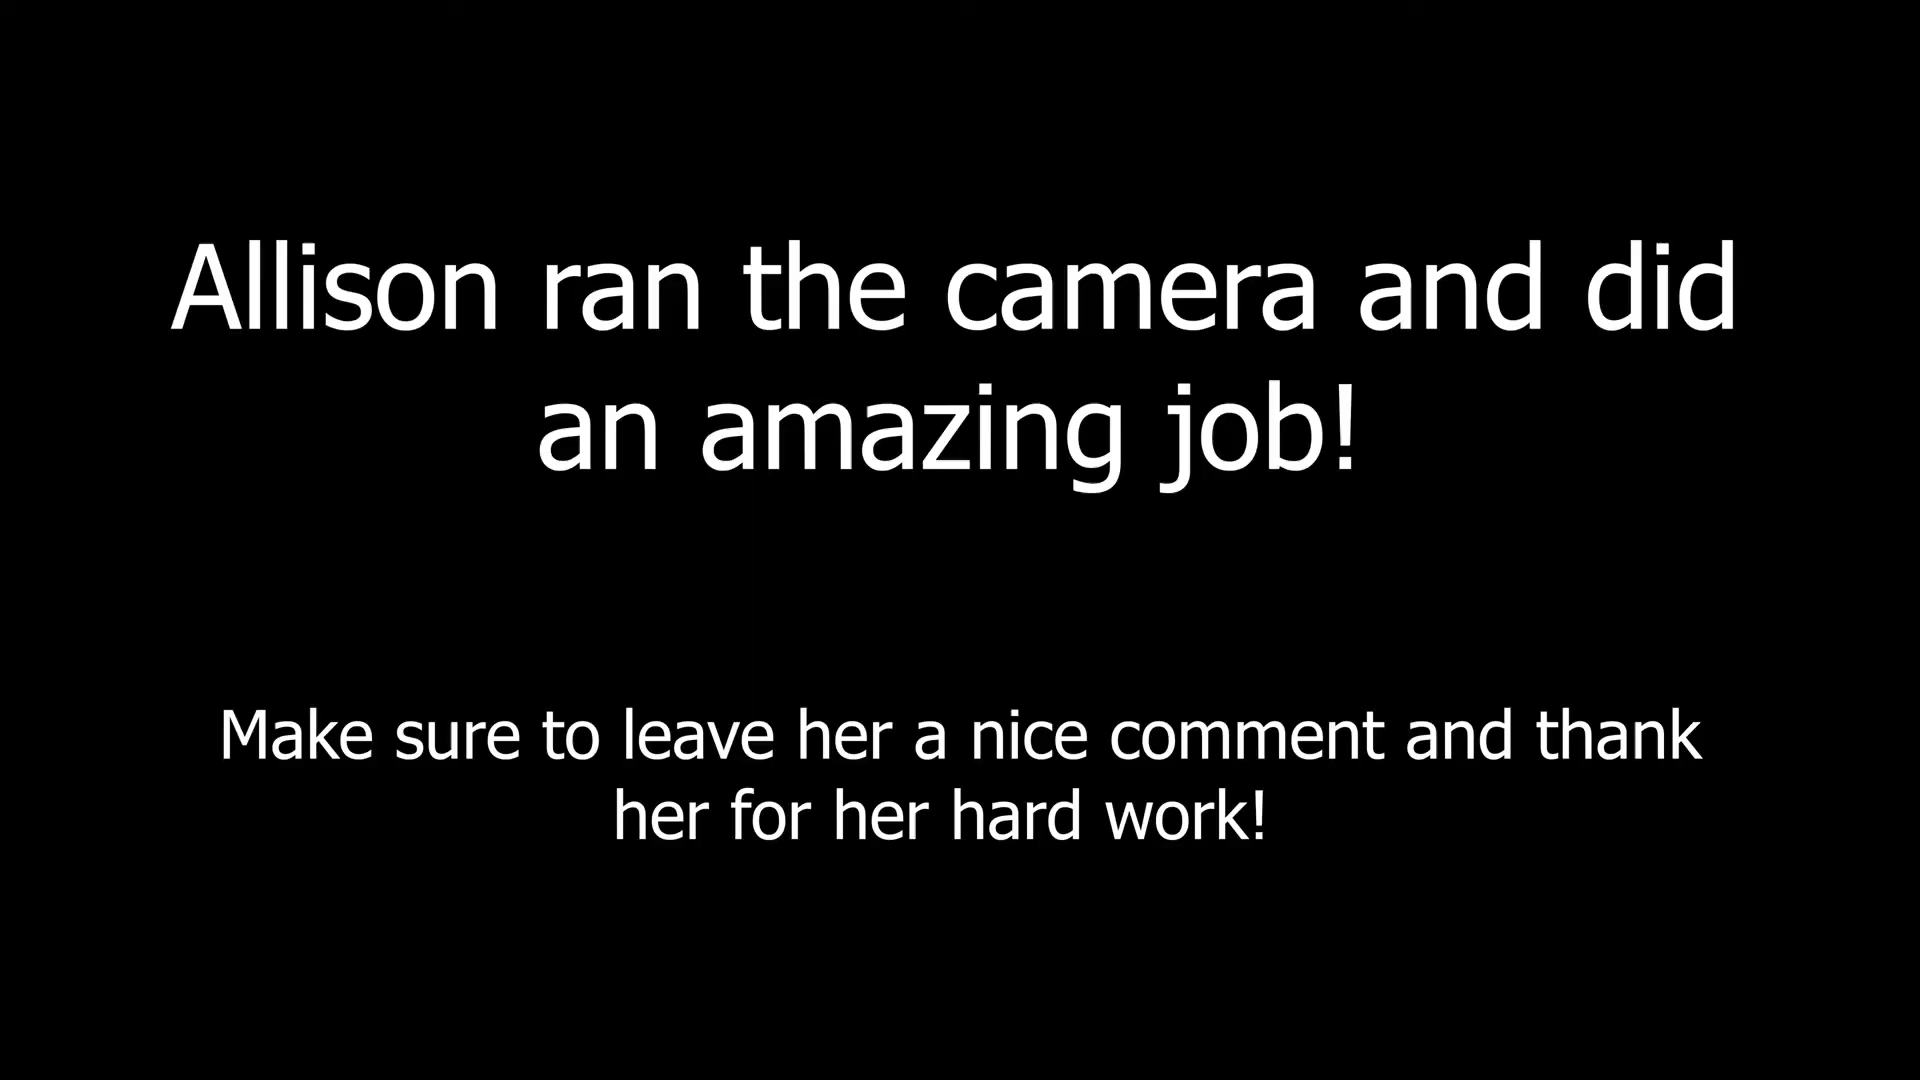 Allison ran the camera and did
an amazing job!
Make sure to leave her a nice comment and thank
her for her hard work!